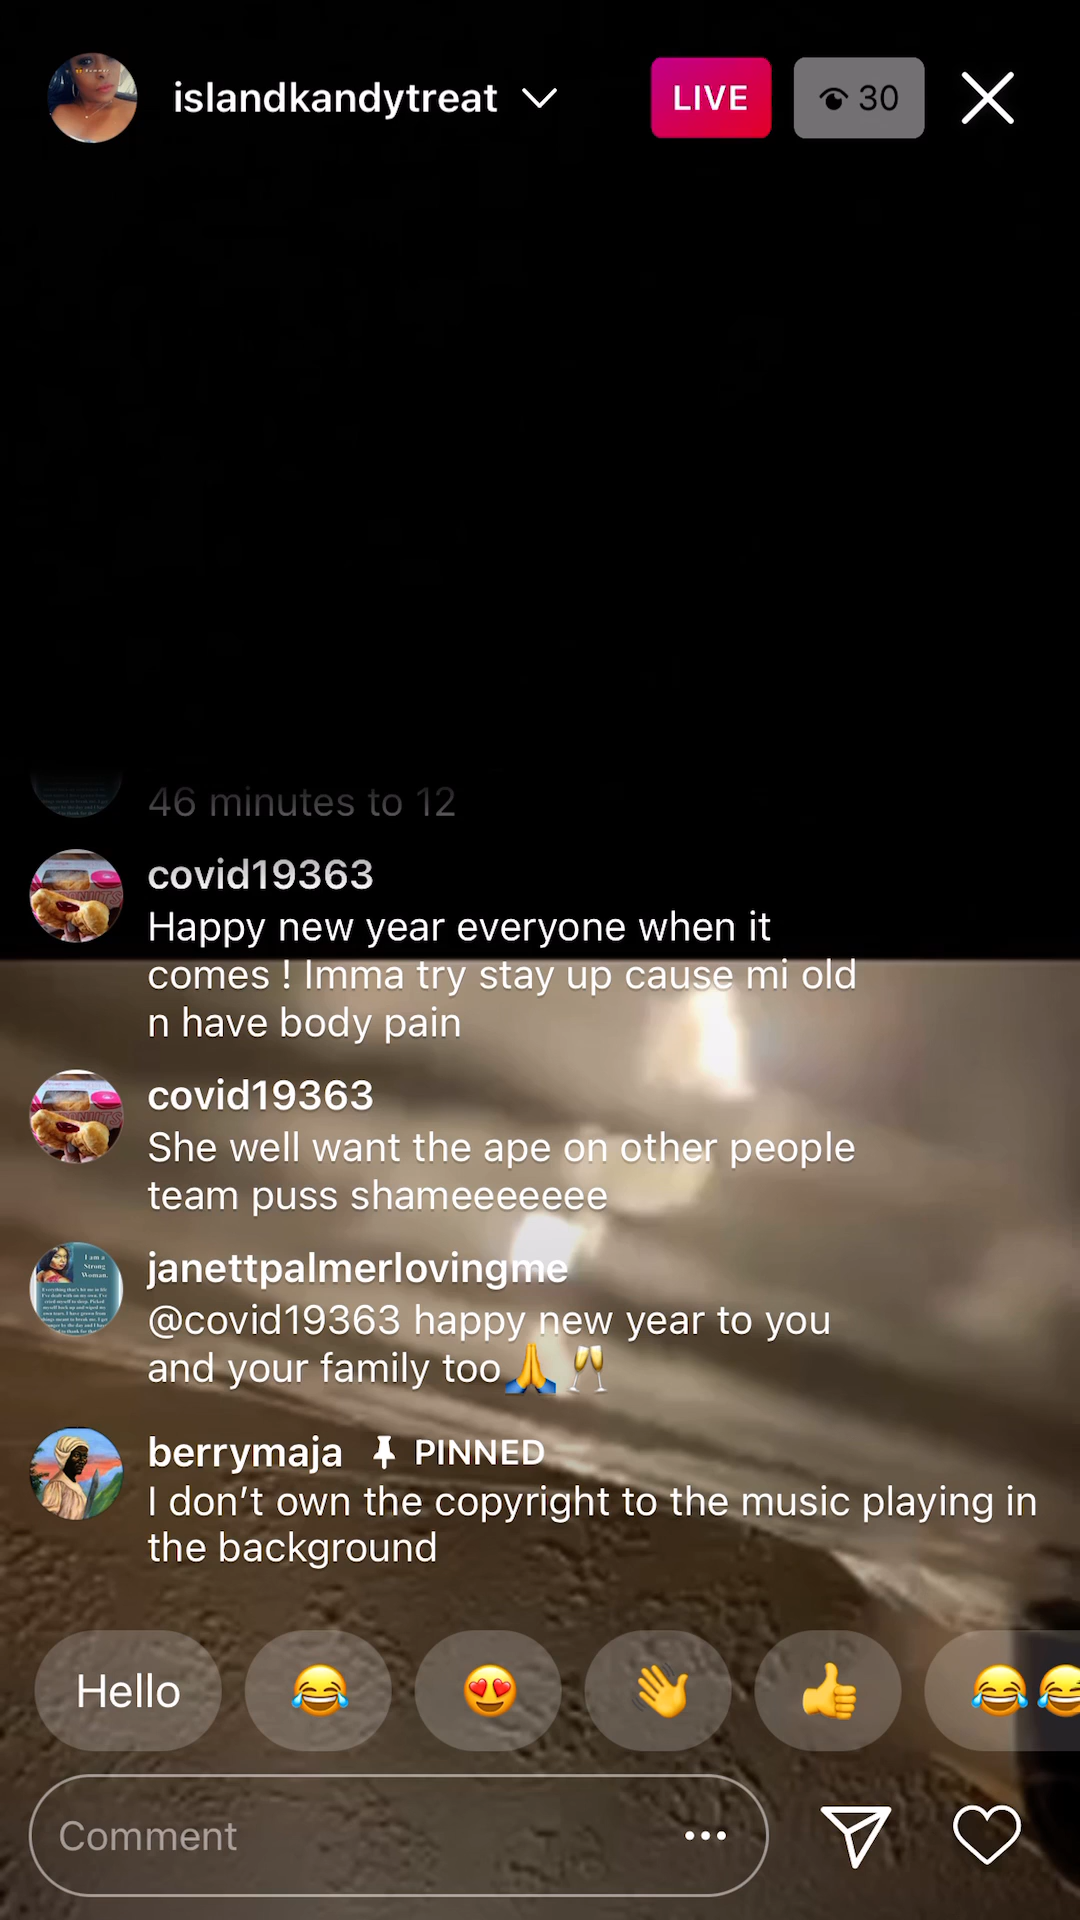 islandkandytreat
LIVE
30
46 minutes to 12
covid19363
Happy new year everyone when it
comes ! Imma try stay up cause mi old
n have body pain
covid19363
She well want the ape on other people
team puss shameeeeeee
I am a
Strong
Woman.
janettpalmerlovingme
@covid19363 happy new year to you
and your family too🙏🥂
berrymaja PINNED
I don’t own the copyright to the music playing in
the background
Hello 😂 😍 👋 👍 😂😂
Comment